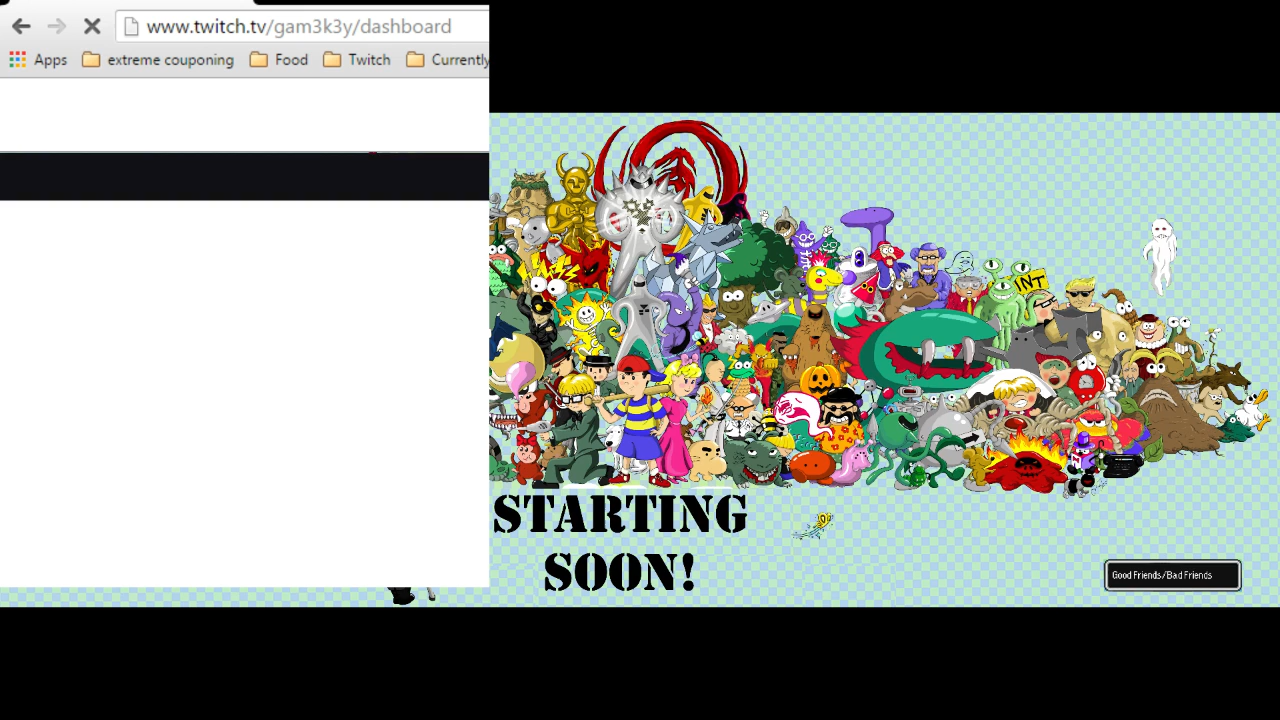 www.twitch.tv/gam3k3y/dashboard
Apps extreme couponing Food Twitch Currently
INT
STARTING
SOON!
Good Friends/Bad Friends